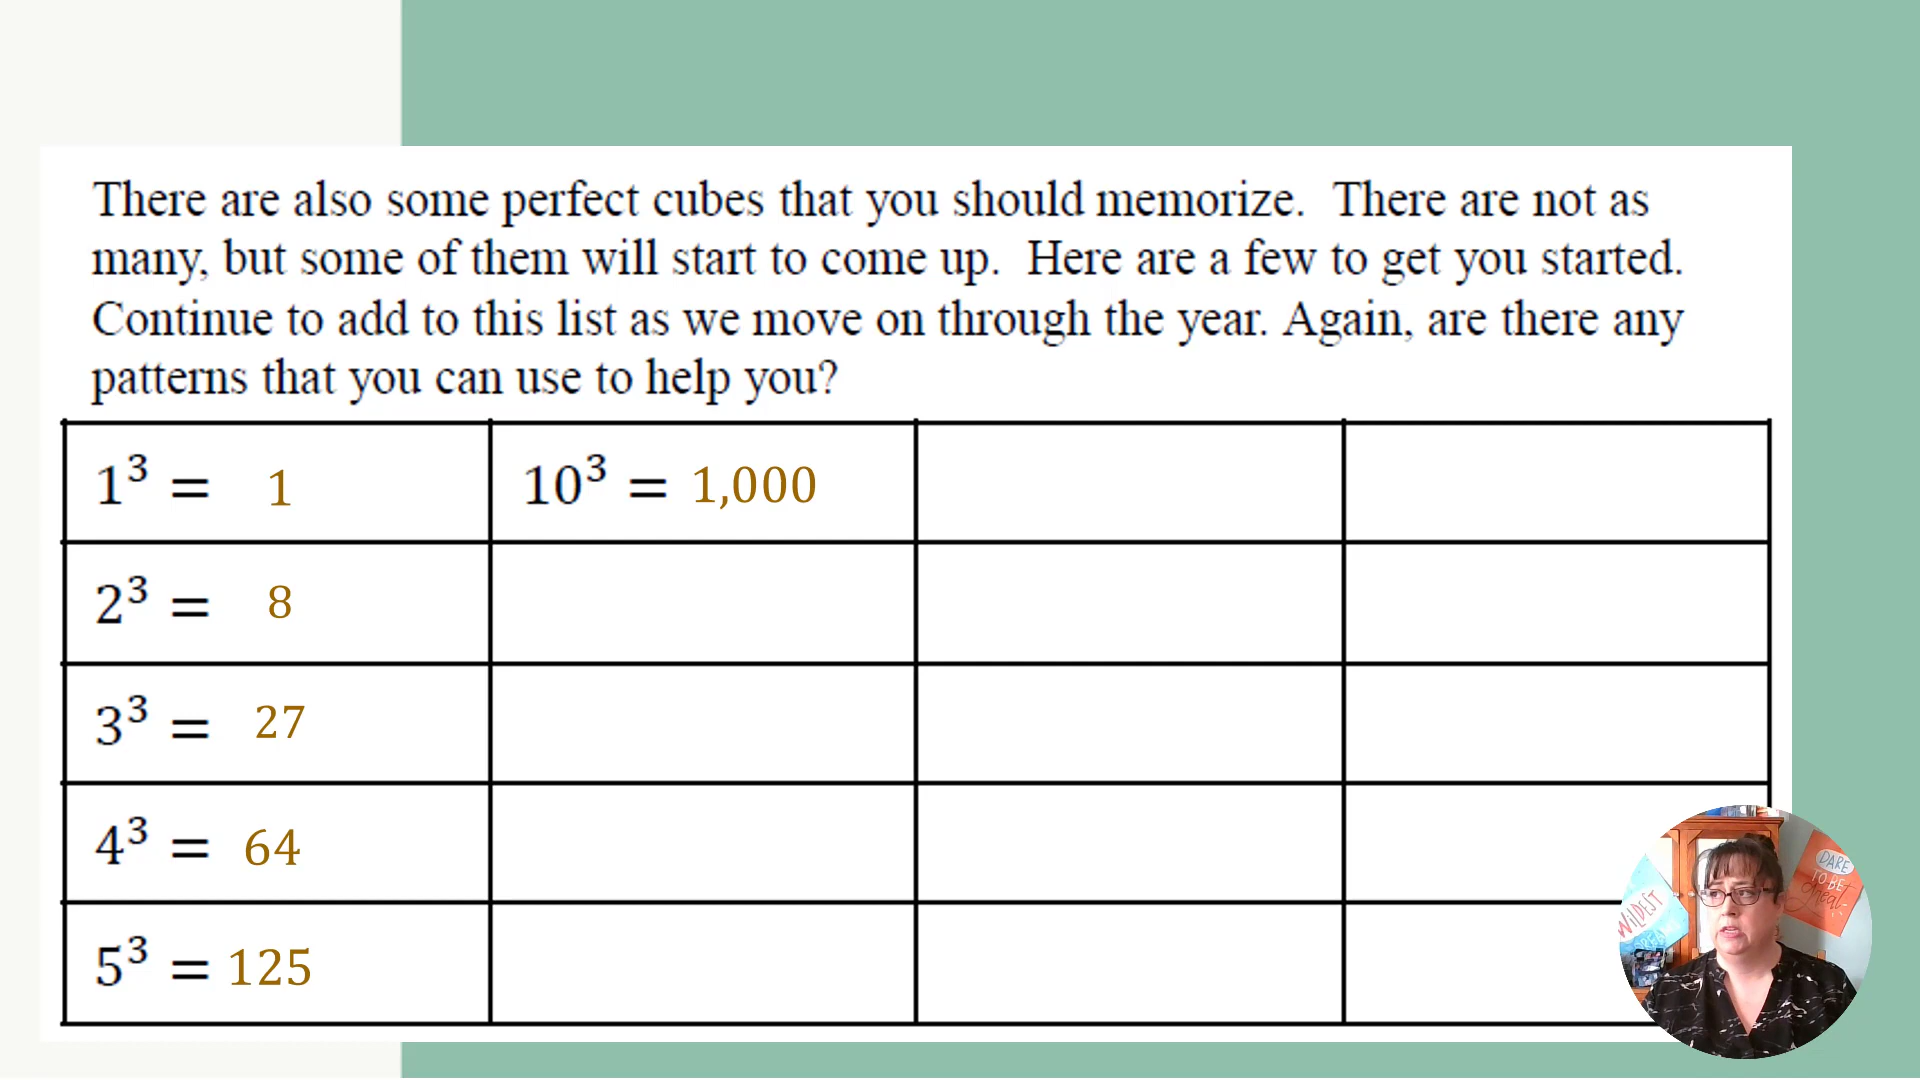 There are also some perfect cubes that you should memorize. There are not as
many, but some of them will start to come up. Here are a few to get you started.
Continue to add to this list as we move on through the year. Again, are there any
patterns that you can use to help you?
1³ = 1
10³ = 1,000
2³ = 8
3³ = 27
4³ = 64
5³ = 125
WILDEST
DARE
TO BE
Great